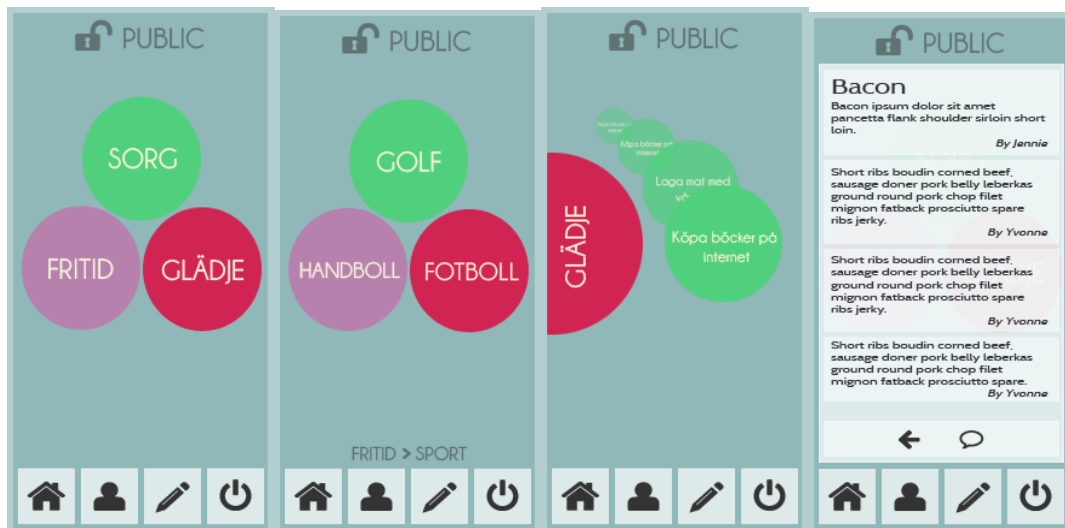 PUBLIC
SORG
FRITID
GLÄDJE
PUBLIC
GOLF
HANDBOLL
FOTBOLL
FRITID > SPORT
PUBLIC
GLÄDJE
Köpa böcker på
internet
Laga mat med
Köpa böcker på
internet
PUBLIC
Bacon
Bacon ipsum dolor sit amet
pancetta flank shoulder sirloin short
loin.
By Jennie
Short ribs boudin corned beef,
sausage doner pork belly leberkas
ground round pork chop filet
mignon fatback prosciutto spare
ribs jerky.
By Yvonne
Short ribs boudin corned beef,
sausage doner pork belly leberkas
ground round pork chop filet
mignon fatback prosciutto spare
ribs jerky.
By Yvonne
Short ribs boudin corned beef,
sausage doner pork belly leberkas
ground round pork chop filet
mignon fatback prosciutto spare.
By Yvonne